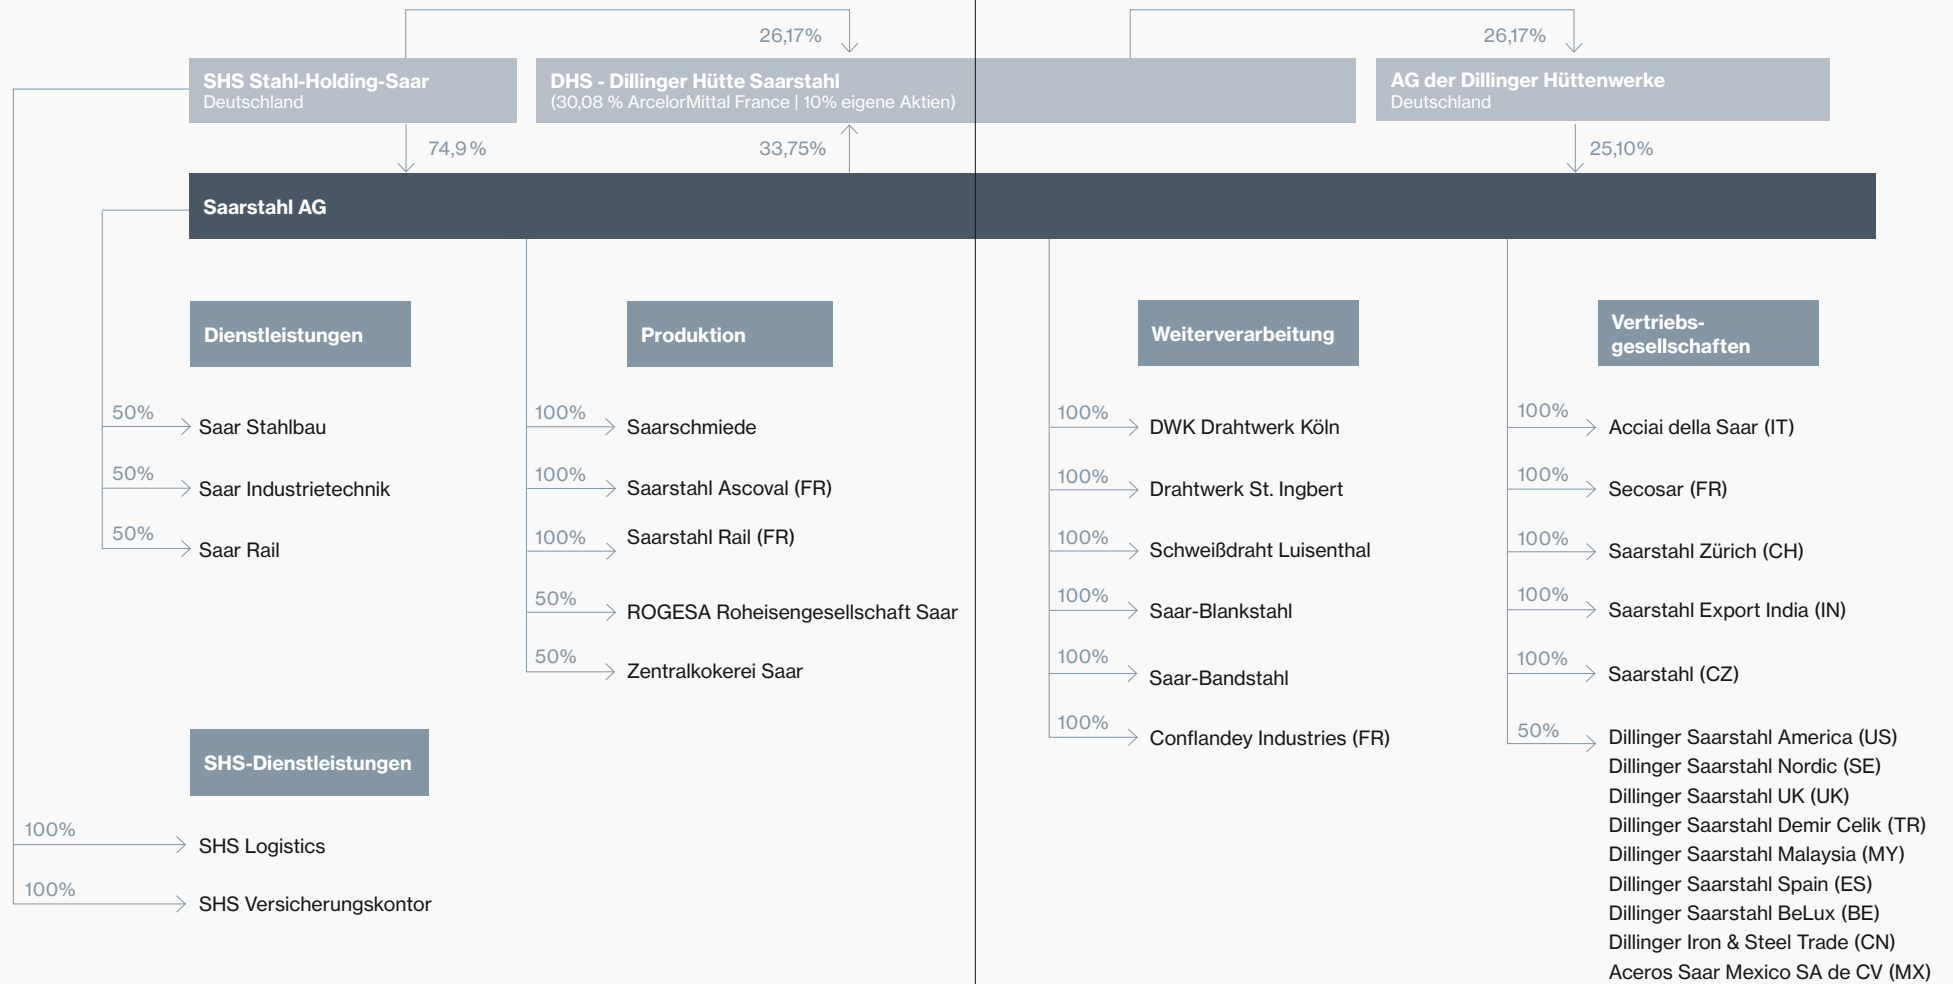 26,17%
26,17%
SHS Stahl-Holding-Saar
Deutschland
DHS - Dillinger Hütte Saarstahl
(30,08 % ArcelorMittal France | 10% eigene Aktien)
AG der Dillinger Hüttenwerke
Deutschland
74,9 %
33,75%
25,10%
Saarstahl AG
Dienstleistungen
50%
Saar Stahlbau
50%
Saar Industrietechnik
50%
Saar Rail
Produktion
100%
Saarschmiede
100%
Saarstahl Ascoval (FR)
100%
Saarstahl Rail (FR)
50%
ROGESA Roheisengesellschaft Saar
50%
Zentralkokerei Saar
Weiterverarbeitung
100%
DWK Drahtwerk Köln
100%
Drahtwerk St. Ingbert
100%
Schweißdraht Luisenthal
100%
Saar-Blankstahl
100%
Saar-Bandstahl
100%
Conflandey Industries (FR)
Vertriebs-
gesellschaften
100%
Acciai della Saar (IT)
100%
Secosar (FR)
100%
Saarstahl Zürich (CH)
100%
Saarstahl Export India (IN)
100%
Saarstahl (CZ)
50%
Dillinger Saarstahl America (US)
Dillinger Saarstahl Nordic (SE)
Dillinger Saarstahl UK (UK)
Dillinger Saarstahl Demir Celik (TR)
Dillinger Saarstahl Malaysia (MY)
Dillinger Saarstahl Spain (ES)
Dillinger Saarstahl BeLux (BE)
Dillinger Iron & Steel Trade (CN)
Aceros Saar Mexico SA de CV (MX)
SHS-Dienstleistungen
100%
SHS Logistics
100%
SHS Versicherungskontor